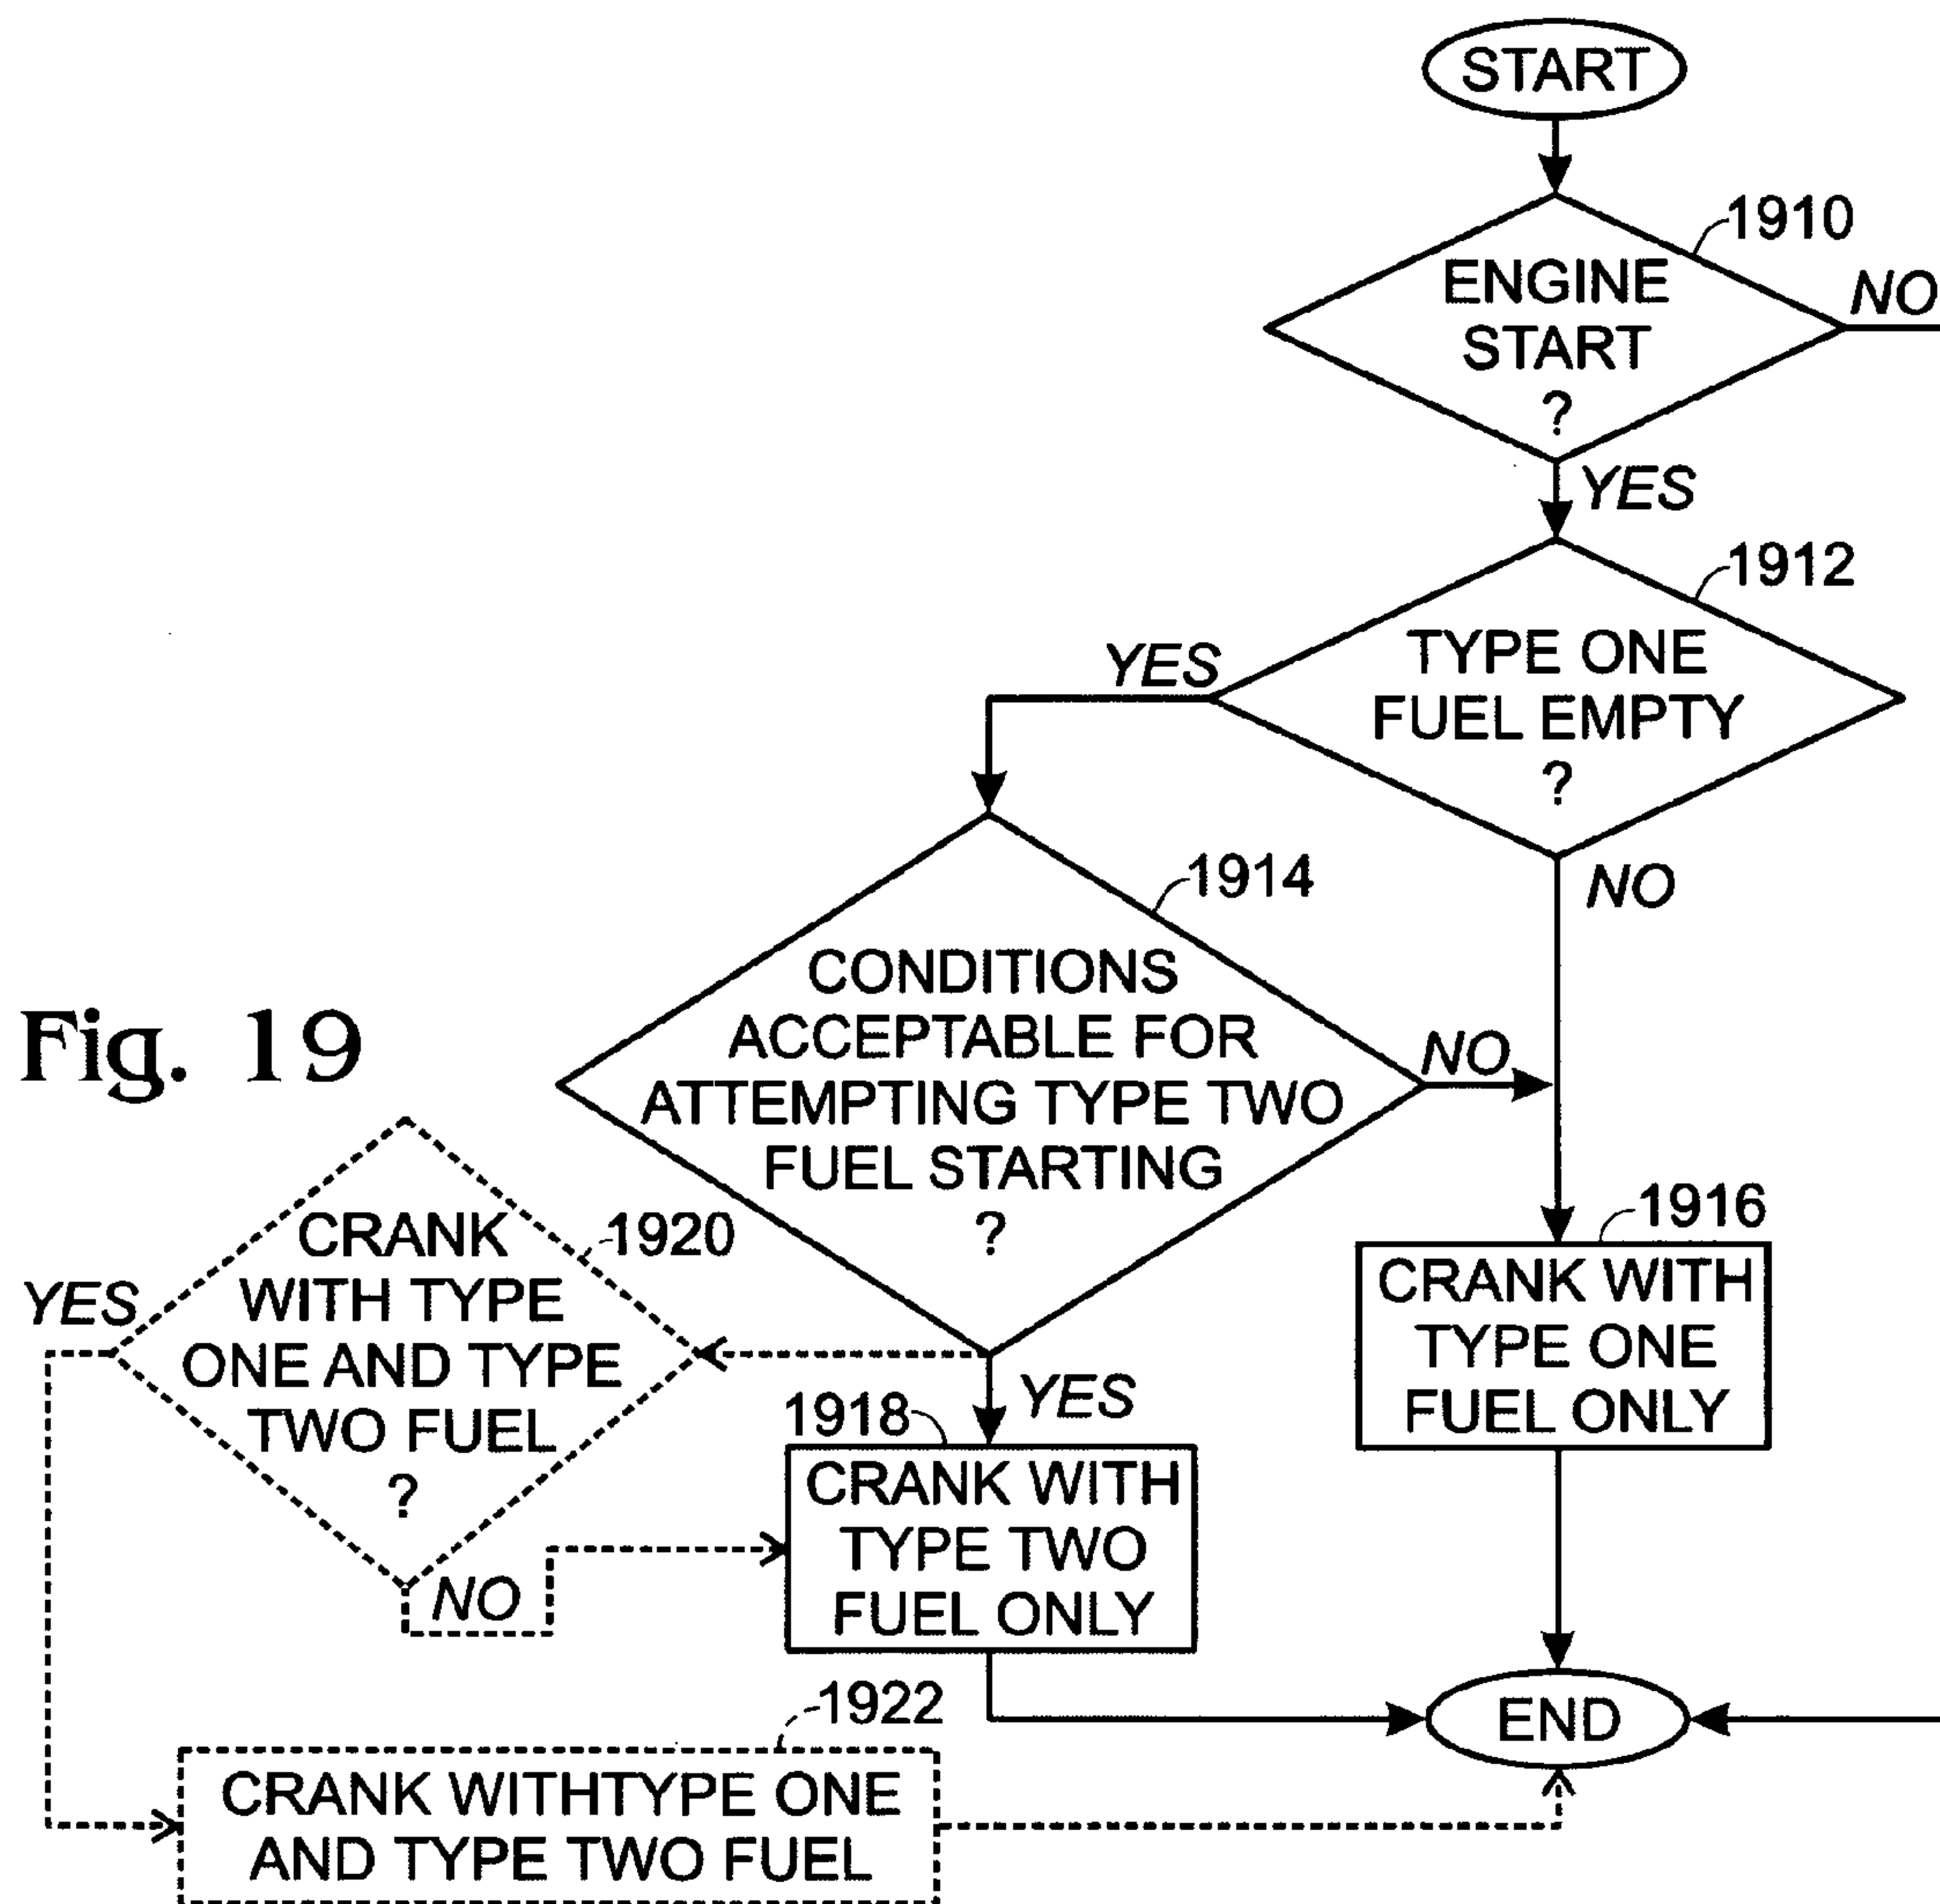 START
1910
ENGINE
START
?
NO
YES
1912
TYPE ONE
FUEL EMPTY
?
YES
NO
1914
CONDITIONS
ACCEPTABLE FOR
ATTEMPTING TYPE TWO
FUEL STARTING
?
NO
YES
Fig. 19
1920
CRANK
WITH TYPE
ONE AND TYPE
TWO FUEL
?
YES
NO
1916
CRANK WITH
TYPE ONE
FUEL ONLY
1918
CRANK WITH
TYPE TWO
FUEL ONLY
1922
CRANK WITHTYPE ONE
AND TYPE TWO FUEL
END